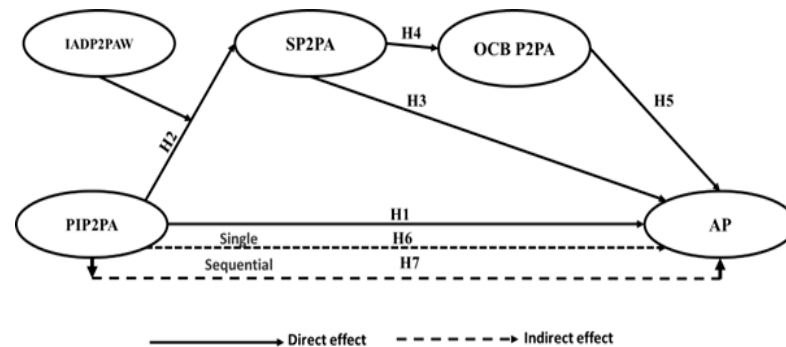 IADP2PAW
SP2PA
H4
OCB P2PA
H3
H5
H2
PIP2PA
H1
AP
Single
H6
Sequential
H7
Direct effect
Indirect effect